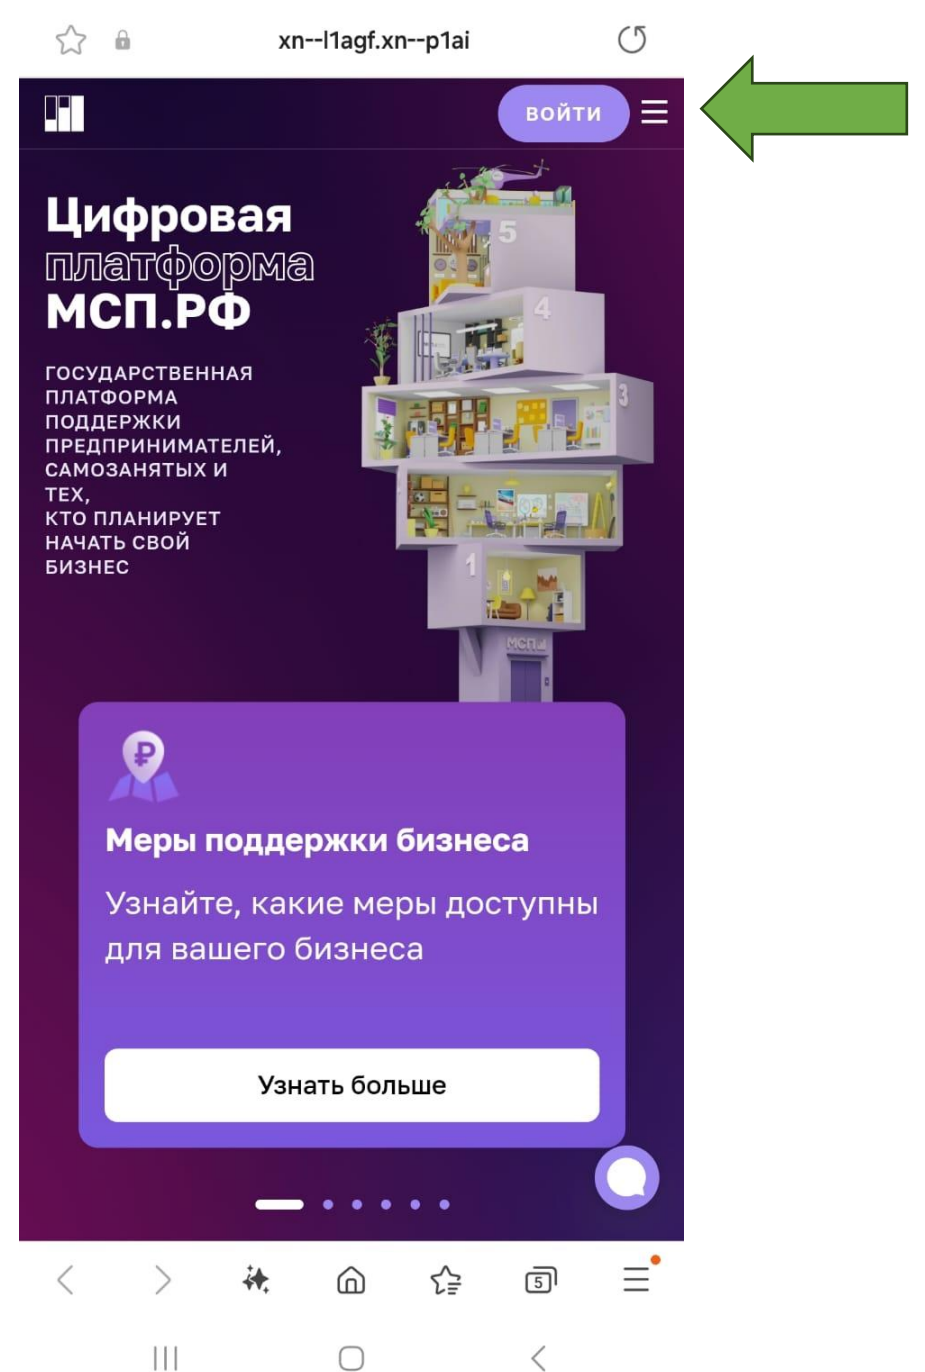 xn--l1agf.xn--p1ai
ВОЙТИ
Цифровая
платформа
МСП.РФ
ГОСУДАРСТВЕННАЯ
ПЛАТФОРМА
ПОДДЕРЖКИ
ПРЕДПРИНИМАТЕЛЕЙ,
САМОЗАНЯТЫХ И
ТЕХ,
КТО ПЛАНИРУЕТ
НАЧАТЬ СВОЙ
БИЗНЕС
5
4
3
1
МСП
Меры поддержки бизнеса
Узнайте, какие меры доступны
для вашего бизнеса
Узнать больше
5